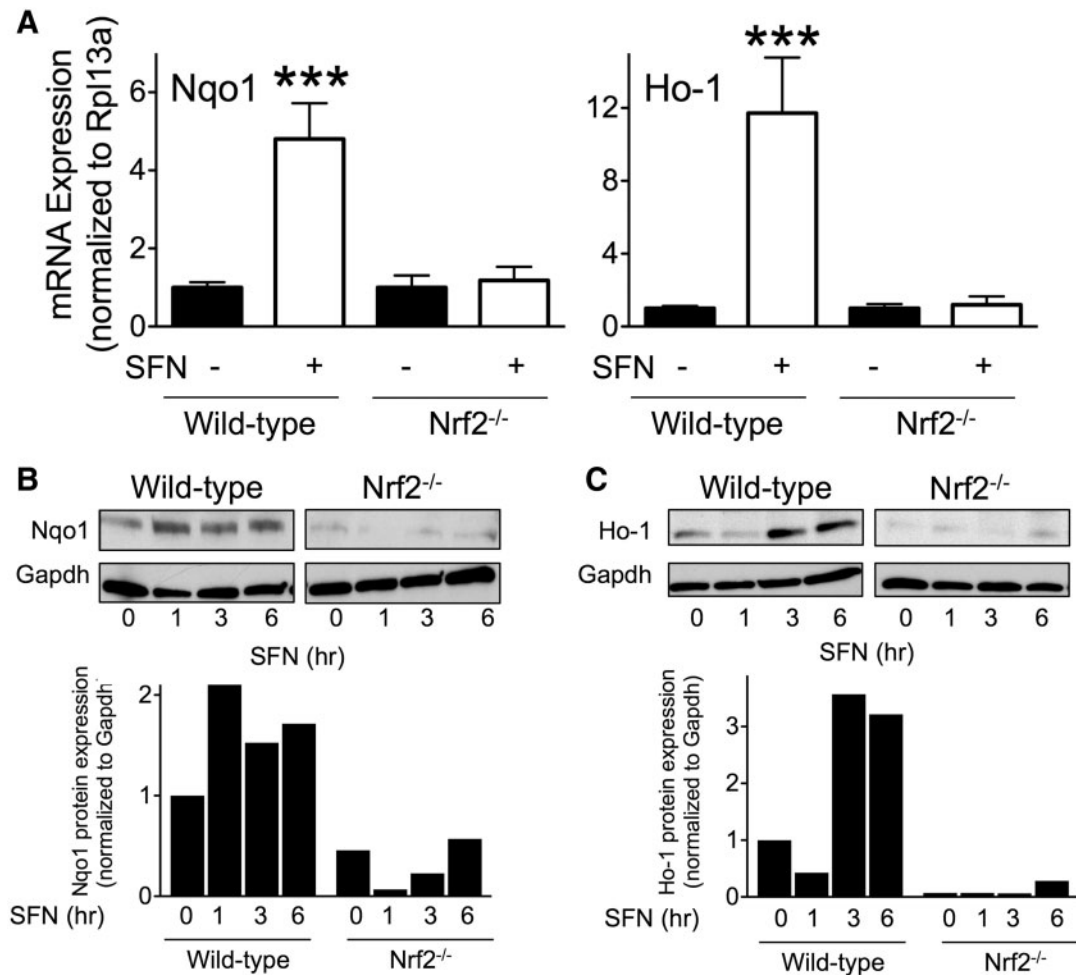 A
mRNA Expression
(normalized to Rpl13a)
Nqo1
***
6
4
2
0
SFN - + - +
Wild-type Nrf2-/-
Ho-1
***
12
8
4
0
SFN - + - +
Wild-type Nrf2-/-
B
Wild-type Nrf2-/-
Nqo1
Gapdh
0 1 3 6 0 1 3 6
SFN (hr)
Nqo1 protein expression
(normalized to Gapdh)
2
1
0
SFN (hr) 0 1 3 6 0 1 3 6
Wild-type Nrf2-/-
C
Wild-type Nrf2-/-
Ho-1
Gapdh
0 1 3 6 0 1 3 6
SFN (hr)
Ho-1 protein expression
(normalized to Gapdh)
3
2
1
0
SFN (hr) 0 1 3 6 0 1 3 6
Wild-type Nrf2-/-